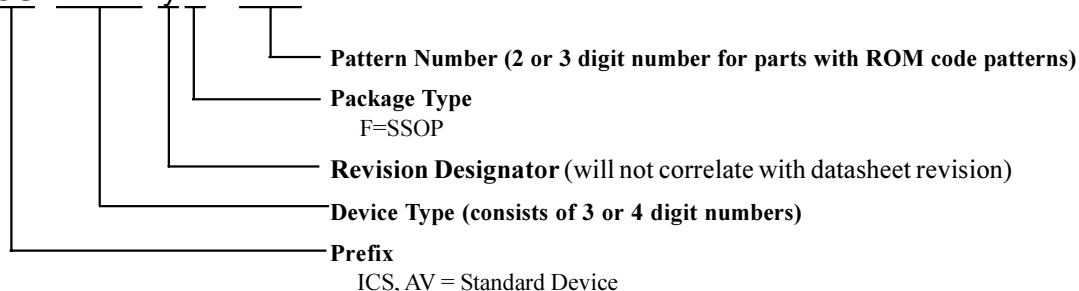 Pattern Number (2 or 3 digit number for parts with ROM code patterns)
Package Type
F=SSOP
Revision Designator (will not correlate with datasheet revision)
Device Type (consists of 3 or 4 digit numbers)
Prefix
ICS, AV = Standard Device